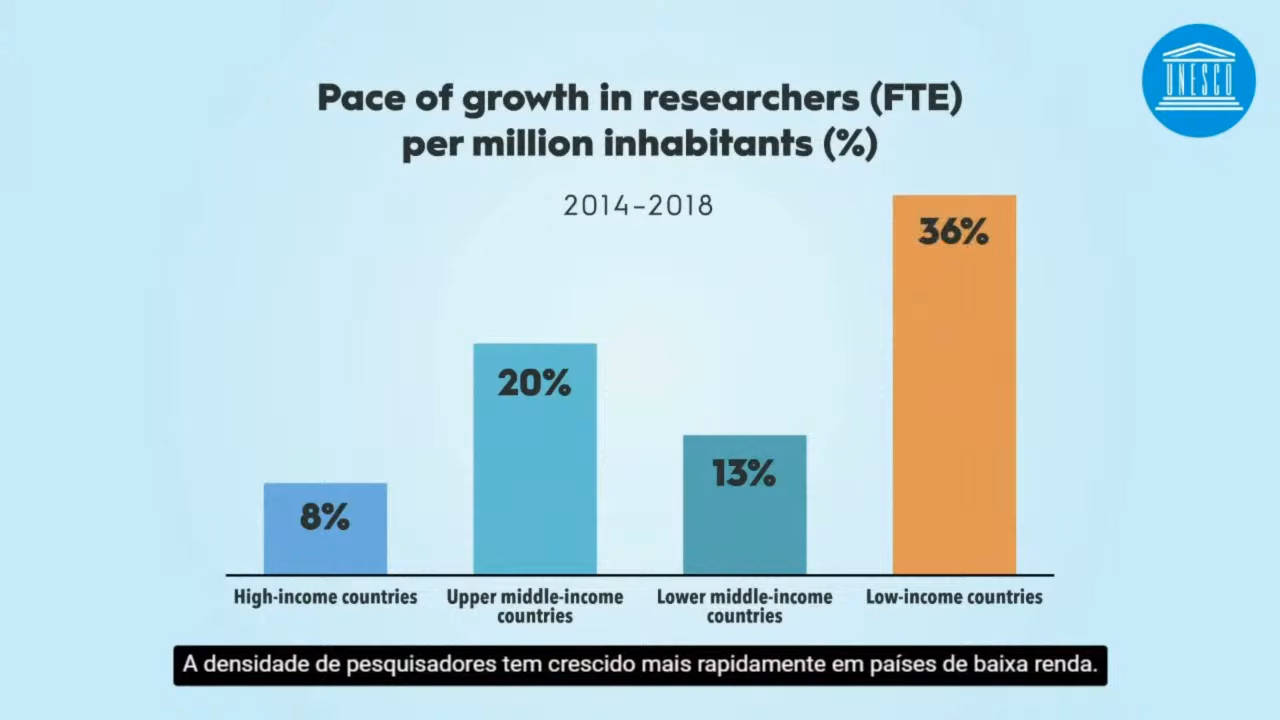 UNESCO
Pace of growth in researchers (FTE)
per million inhabitants (%)
2014–2018
36%
20%
13%
8%
High-income countries
Upper middle-income
countries
Lower middle-income
countries
Low-income countries
A densidade de pesquisadores tem crescido mais rapidamente em países de baixa renda.